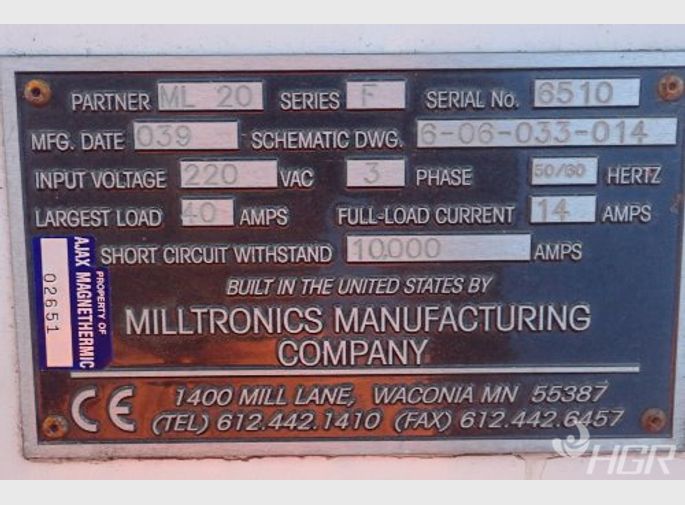 PARTNER ML 20 SERIES F SERIAL No. 6510
MFG. DATE 039 SCHEMATIC DWG. 6-06-033-014
INPUT VOLTAGE 220 VAC 3 PHASE 50/60 HERTZ
LARGEST LOAD 40 AMPS FULL-LOAD CURRENT 14 AMPS
SHORT CIRCUIT WITHSTAND 10,000 AMPS
BUILT IN THE UNITED STATES BY
MILLTRONICS MANUFACTURING
COMPANY
CE
1400 MILL LANE, WACONIA MN 55387
(TEL) 612.442.1410 (FAX) 612.442.6457
PROPERTY OF
AJAX MAGNETHERMIC
02651
HGR